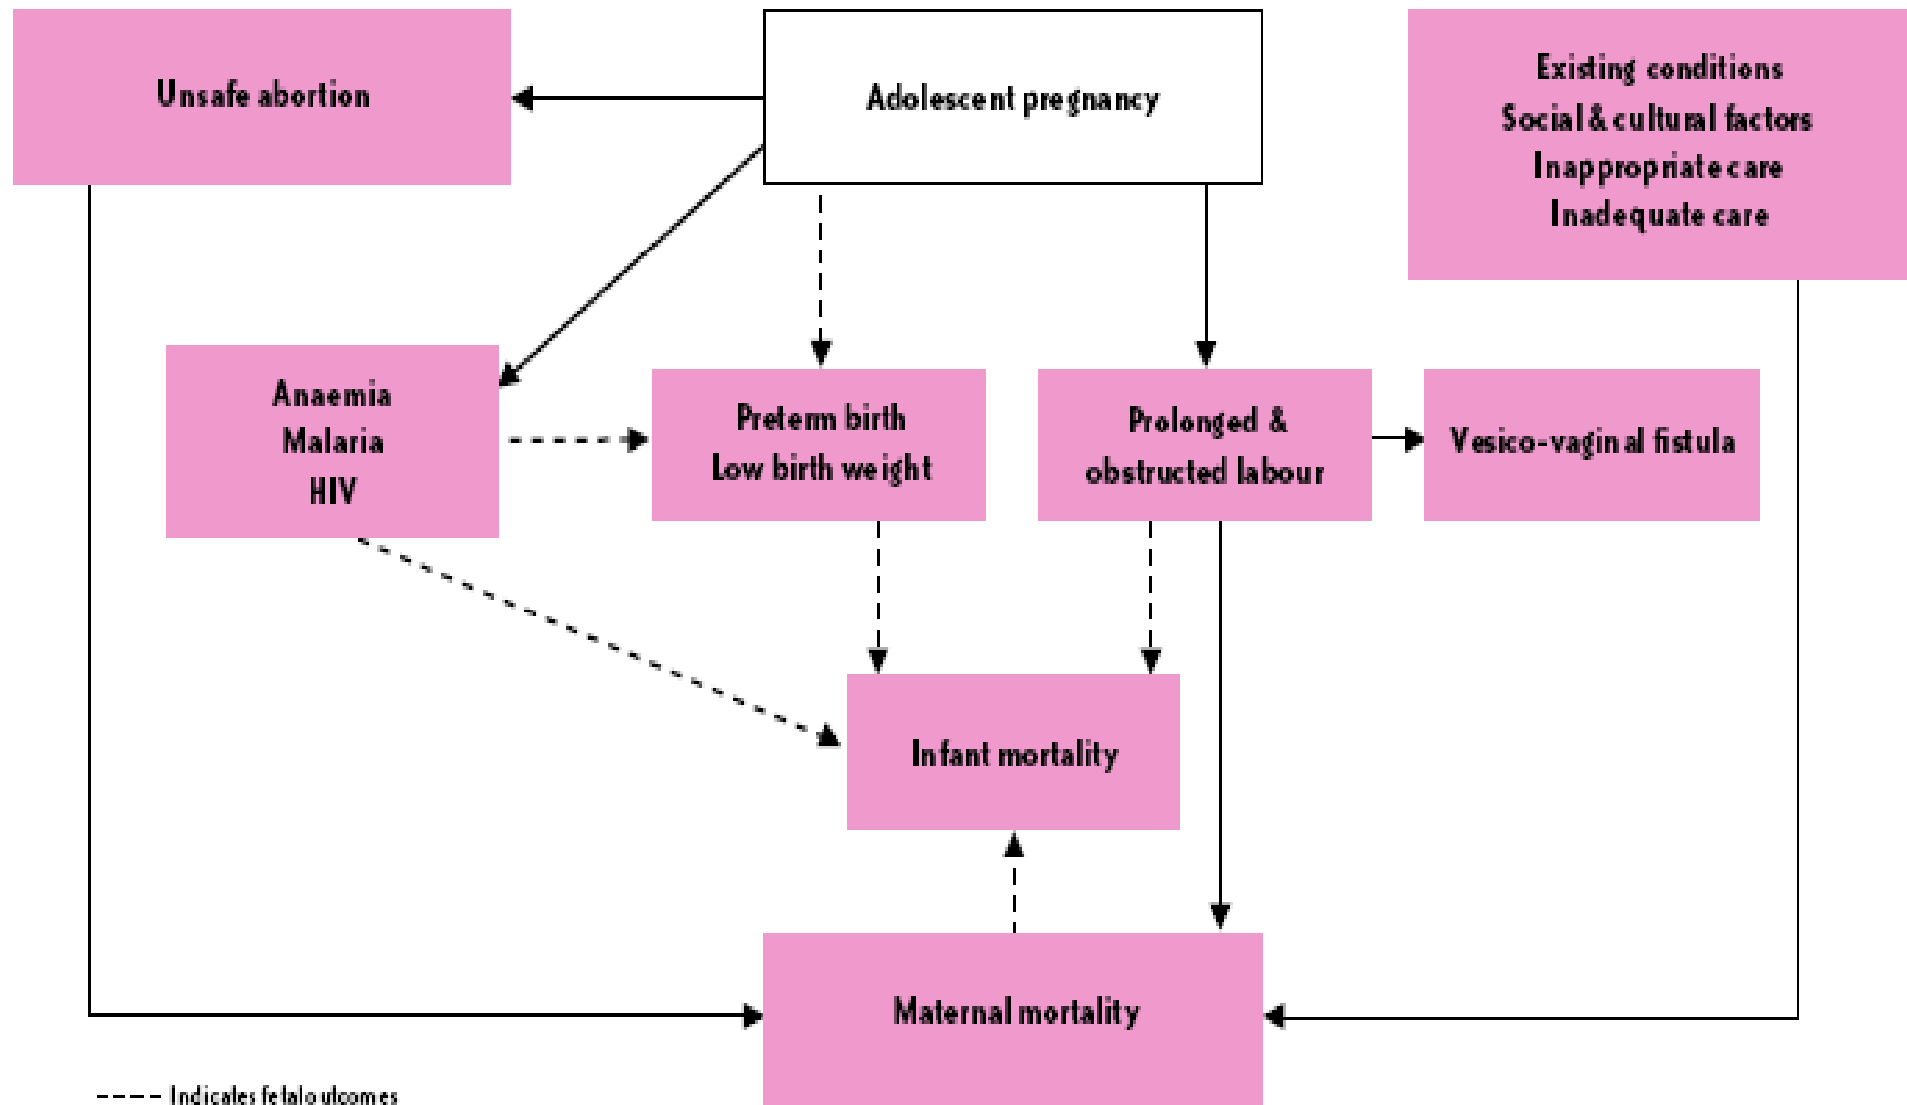 Unsafe abortion
Adolescent pregnancy
Existing conditions
Social & cultural factors
Inappropriate care
Inadequate care
Anaemia
Malaria
HIV
Preterm birth
Low birth weight
Prolonged &
obstructed labour
Vesico-vaginal fistula
Infant mortality
Maternal mortality
Indicates fetal outcomes